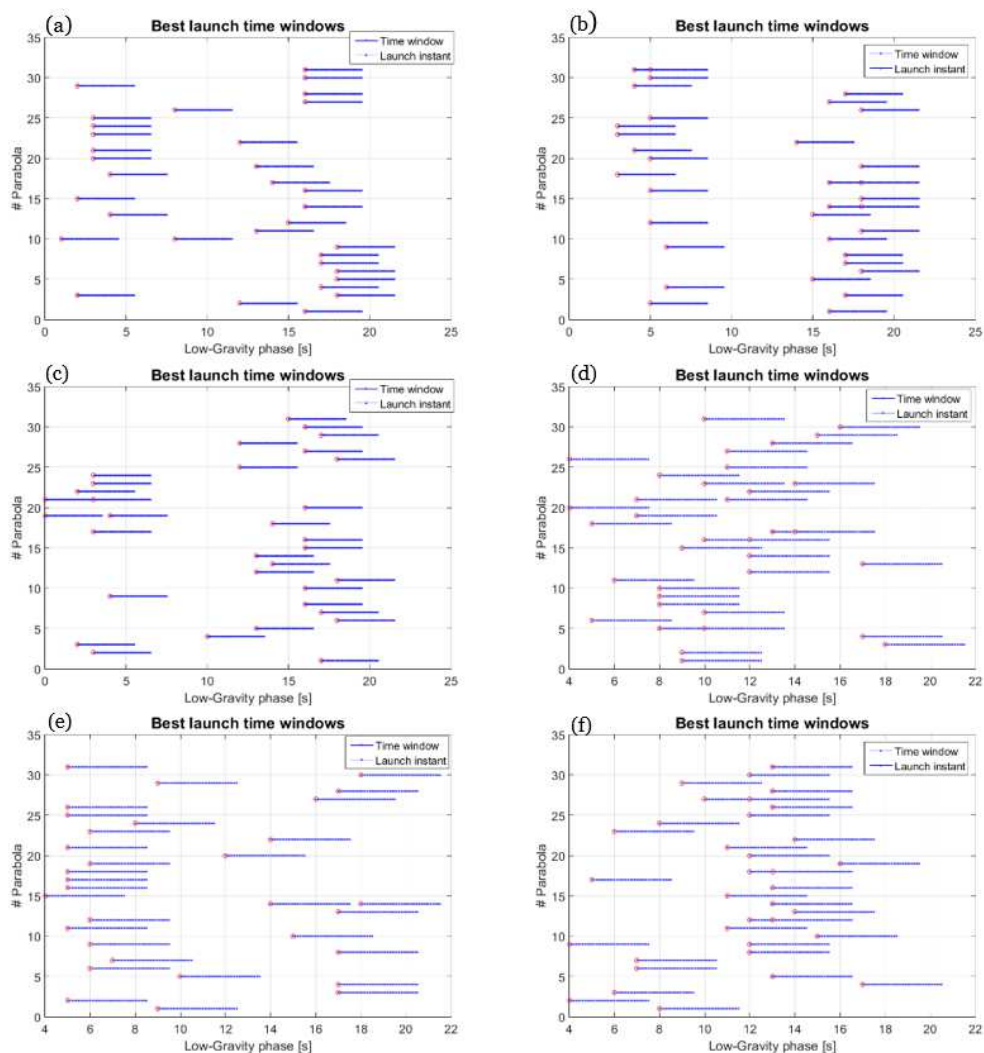 (a)
Best launch time windows
Time window
Launch instant
35
30
25
20
15
10
5
0
# Parabola
0 5 10 15 20 25
Low-Gravity phase [s]
(b)
Best launch time windows
Time window
Launch instant
35
30
25
20
15
10
5
0
# Parabola
0 5 10 15 20 25
Low-Gravity phase [s]
(c)
Best launch time windows
Time window
Launch instant
35
30
25
20
15
10
5
0
# Parabola
0 5 10 15 20 25
Low-Gravity phase [s]
(d)
Best launch time windows
Time window
Launch instant
35
30
25
20
15
10
5
0
# Parabola
4 6 8 10 12 14 16 18 20 22
Low-Gravity phase [s]
(e)
Best launch time windows
Time window
Launch instant
35
30
25
20
15
10
5
0
# Parabola
4 6 8 10 12 14 16 18 20 22
Low-Gravity phase [s]
(f)
Best launch time windows
Time window
Launch instant
35
30
25
20
15
10
5
0
# Parabola
4 6 8 10 12 14 16 18 20 22
Low-Gravity phase [s]